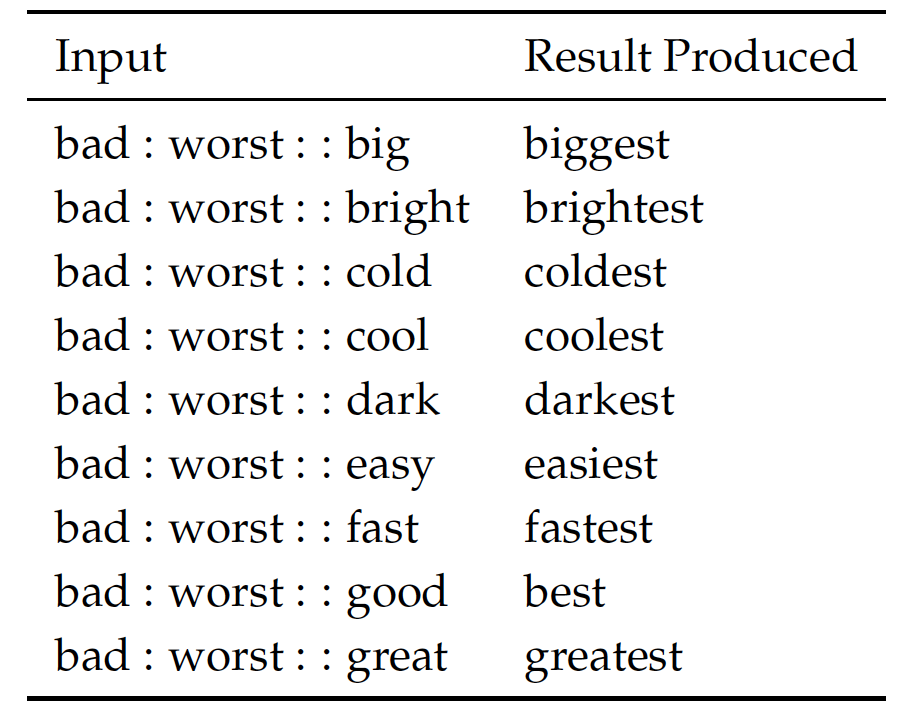 Input Result Produced
bad : worst : : big biggest
bad : worst : : bright brightest
bad : worst : : cold coldest
bad : worst : : cool coolest
bad : worst : : dark darkest
bad : worst : : easy easiest
bad : worst : : fast fastest
bad : worst : : good best
bad : worst : : great greatest